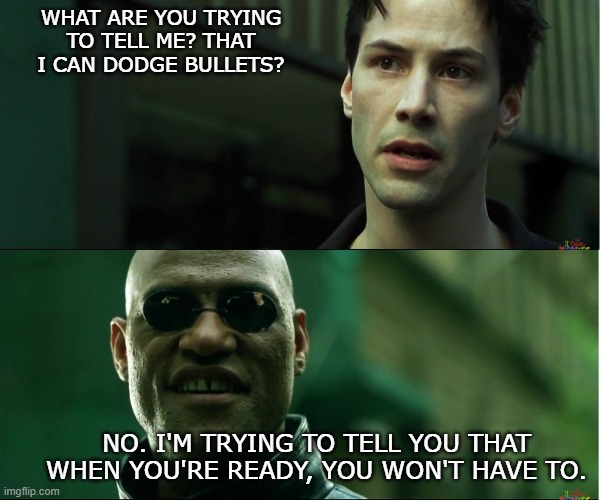 WHAT ARE YOU TRYING
TO TELL ME? THAT
I CAN DODGE BULLETS?
NO. I'M TRYING TO TELL YOU THAT
WHEN YOU'RE READY, YOU WON'T HAVE TO.
imgflip.com